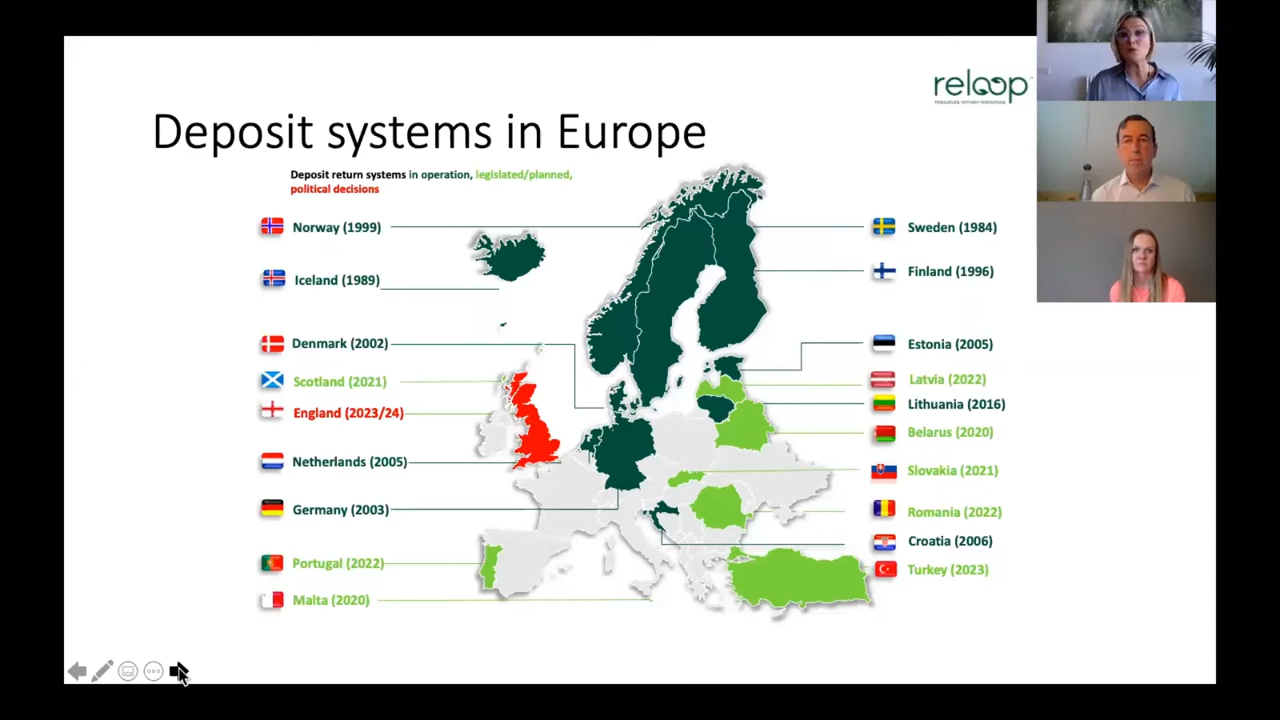 reloop
Deposit systems in Europe
Deposit return systems in operation, legislated/planned,
political decisions
Norway (1999)
Iceland (1989)
Denmark (2002)
Scotland (2021)
England (2023/24)
Netherlands (2005)
Germany (2003)
Portugal (2022)
Malta (2020)
Sweden (1984)
Finland (1996)
Estonia (2005)
Latvia (2022)
Lithuania (2016)
Belarus (2020)
Slovakia (2021)
Romania (2022)
Croatia (2006)
Turkey (2023)